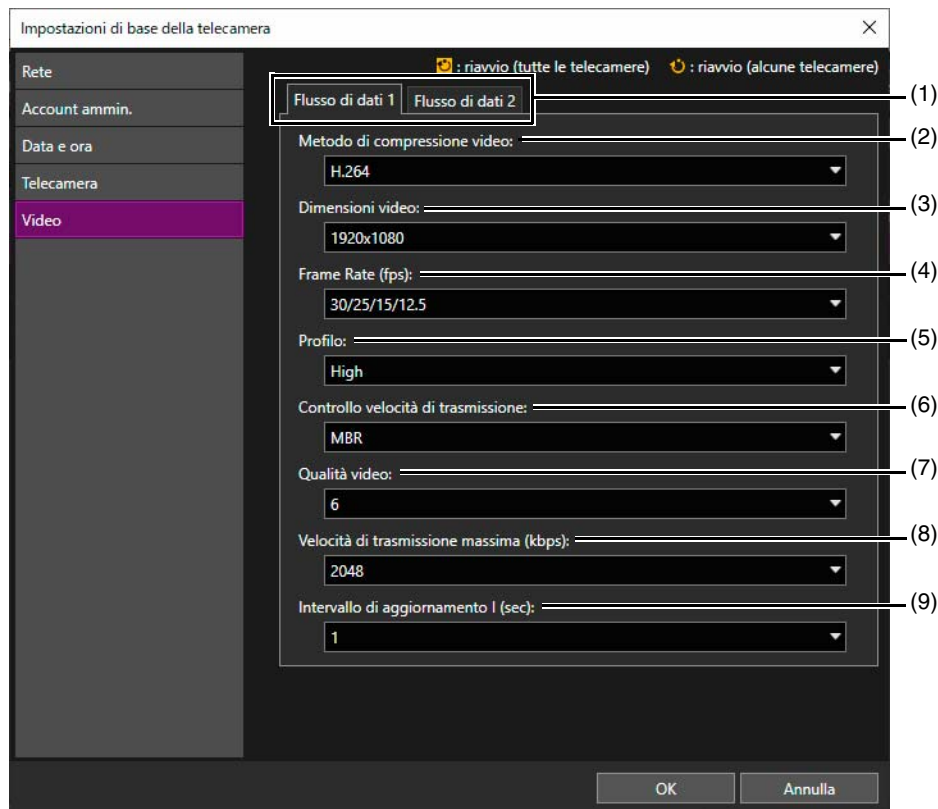 Impostazioni di base della telecamera
Rete
Account ammin.
Data e ora
Telecamera
Video
: riavvio (tutte le telecamere) : riavvio (alcune telecamere)
Flusso di dati 1 Flusso di dati 2 (1)
Metodo di compressione video: (2)
H.264
Dimensioni video: (3)
1920x1080
Frame Rate (fps): (4)
30/25/15/12.5
Profilo: (5)
High
Controllo velocità di trasmissione: (6)
MBR
Qualità video: (7)
6
Velocità di trasmissione massima (kbps): (8)
2048
Intervallo di aggiornamento I (sec): (9)
1
OK Annulla